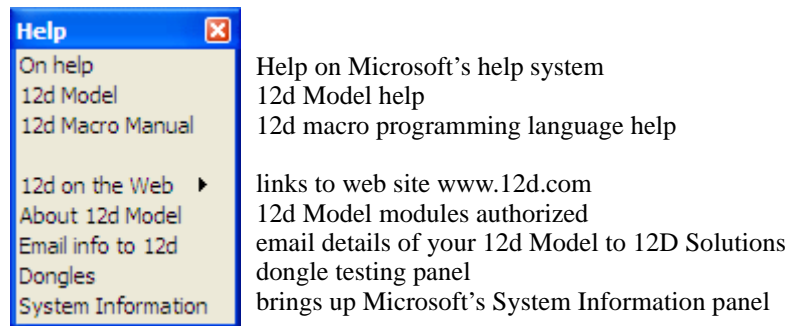 Help
On help Help on Microsoft's help system
12d Model 12d Model help
12d Macro Manual 12d macro programming language help
12d on the Web links to web site www.12d.com
About 12d Model 12d Model modules authorized
Email info to 12d email details of your 12d Model to 12D Solutions
Dongles dongle testing panel
System Information brings up Microsoft's System Information panel